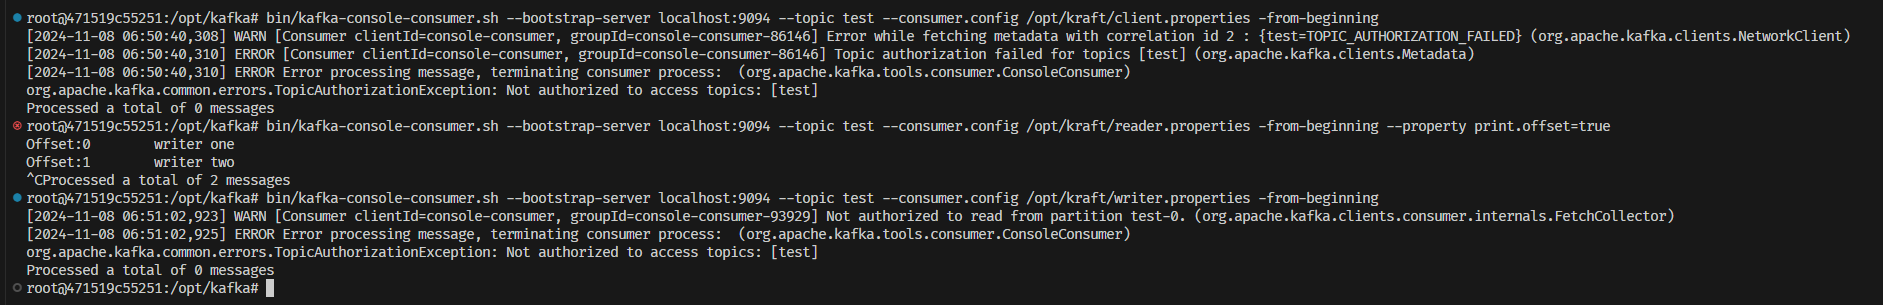 root@471519c55251:/opt/kafka# bin/kafka-console-consumer.sh --bootstrap-server localhost:9094 --topic test --consumer.config /opt/kraft/client.properties -from-beginning
[2024-11-08 06:50:40,308] WARN [Consumer clientId=console-consumer, groupId=console-consumer-86146] Error while fetching metadata with correlation id 2 : {test=TOPIC_AUTHORIZATION_FAILED} (org.apache.kafka.clients.NetworkClient)
[2024-11-08 06:50:40,310] ERROR [Consumer clientId=console-consumer, groupId=console-consumer-86146] Topic authorization failed for topics [test] (org.apache.kafka.clients.Metadata)
[2024-11-08 06:50:40,310] ERROR Error processing message, terminating consumer process:  (org.apache.kafka.tools.consumer.ConsoleConsumer)
org.apache.kafka.common.errors.TopicAuthorizationException: Not authorized to access topics: [test]
Processed a total of 0 messages
root@471519c55251:/opt/kafka# bin/kafka-console-consumer.sh --bootstrap-server localhost:9094 --topic test --consumer.config /opt/kraft/reader.properties -from-beginning --property print.offset=true
Offset:0        writer one
Offset:1        writer two
^CProcessed a total of 2 messages
root@471519c55251:/opt/kafka# bin/kafka-console-consumer.sh --bootstrap-server localhost:9094 --topic test --consumer.config /opt/kraft/writer.properties -from-beginning
[2024-11-08 06:51:02,923] WARN [Consumer clientId=console-consumer, groupId=console-consumer-93929] Not authorized to read from partition test-0. (org.apache.kafka.clients.consumer.internals.FetchCollector)
[2024-11-08 06:51:02,925] ERROR Error processing message, terminating consumer process:  (org.apache.kafka.tools.consumer.ConsoleConsumer)
org.apache.kafka.common.errors.TopicAuthorizationException: Not authorized to access topics: [test]
Processed a total of 0 messages
root@471519c55251:/opt/kafka#